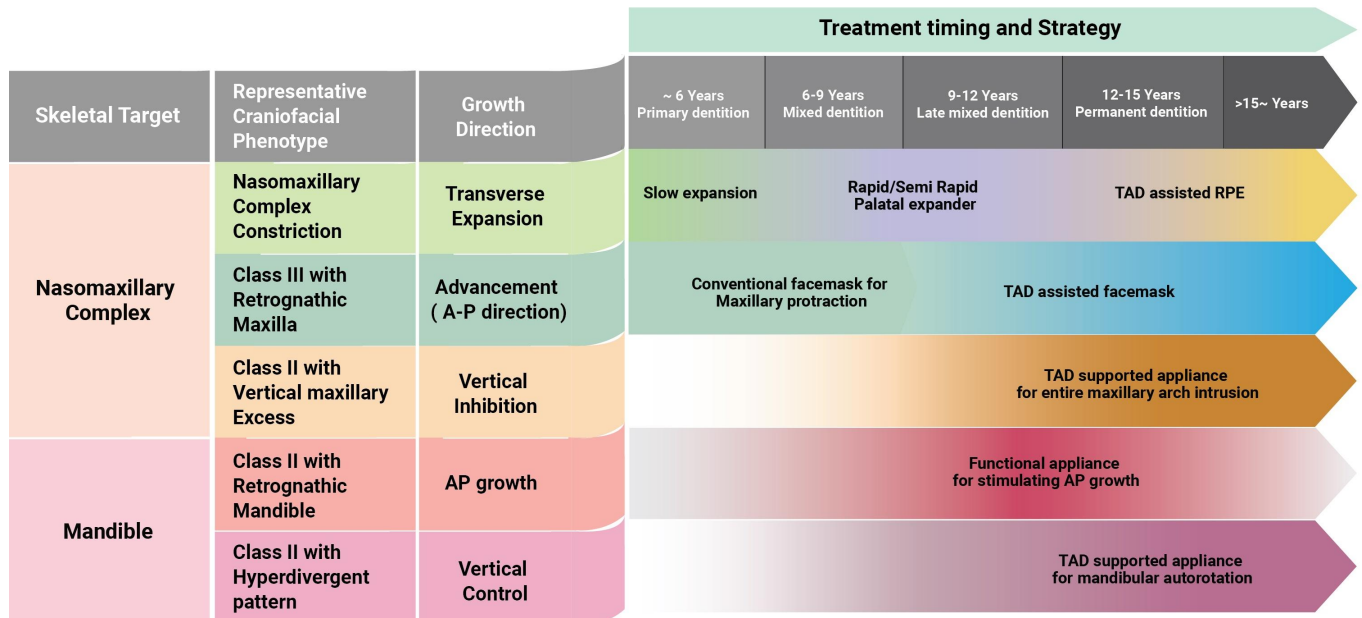 Treatment timing and Strategy
Skeletal Target
Representative
Craniofacial
Phenotype
Growth
Direction
~ 6 Years
Primary dentition
6-9 Years
Mixed dentition
9-12 Years
Late mixed dentition
12-15 Years
Permanent dentition
>15~ Years
Nasomaxillary
Complex
Nasomaxillary
Complex
Constriction
Transverse
Expansion
Slow expansion
Rapid/Semi Rapid
Palatal expander
TAD assisted RPE
Class III with
Retrognathic
Maxilla
Advancement
( A-P direction)
Conventional facemask for
Maxillary protraction
TAD assisted facemask
Class II with
Vertical maxillary
Excess
Vertical
Inhibition
TAD supported appliance
for entire maxillary arch intrusion
Mandible
Class II with
Retrognathic
Mandible
AP growth
Functional appliance
for stimulating AP growth
Class II with
Hyperdivergent
pattern
Vertical
Control
TAD supported appliance
for mandibular autorotation